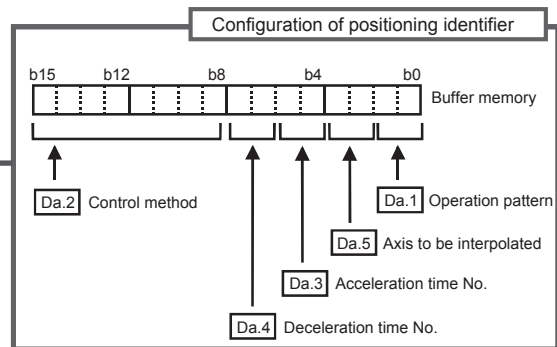 Configuration of positioning identifier
b15 b12 b8 b4 b0
Buffer memory
Da.2 Control method
Da.1 Operation pattern
Da.5 Axis to be interpolated
Da.3 Acceleration time No.
Da.4 Deceleration time No.